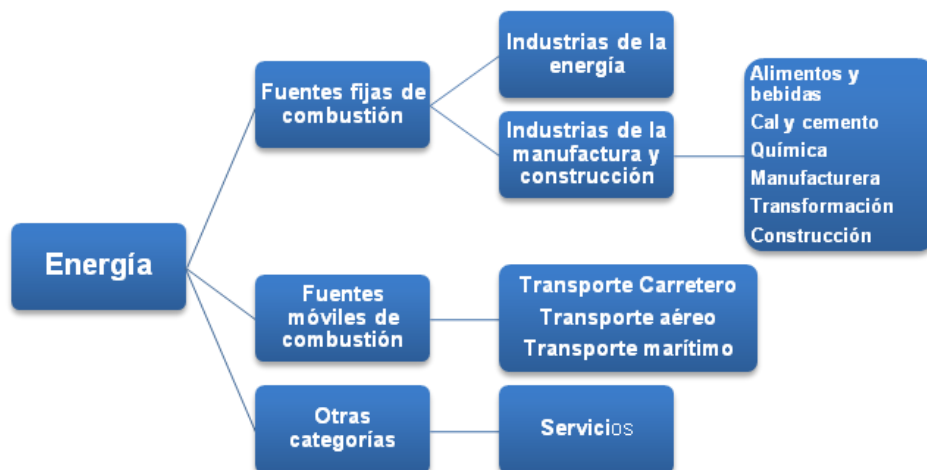 Energía
Fuentes fijas de
combustión
Industrias de la
energía
Industrias de la
manufactura y
construcción
Alimentos y
bebidas
Cal y cemento
Química
Manufacturera
Transformación
Construcción
Fuentes
móviles de
combustión
Transporte Carretero
Transporte aéreo
Transporte marítimo
Otras
categorías
Servicios